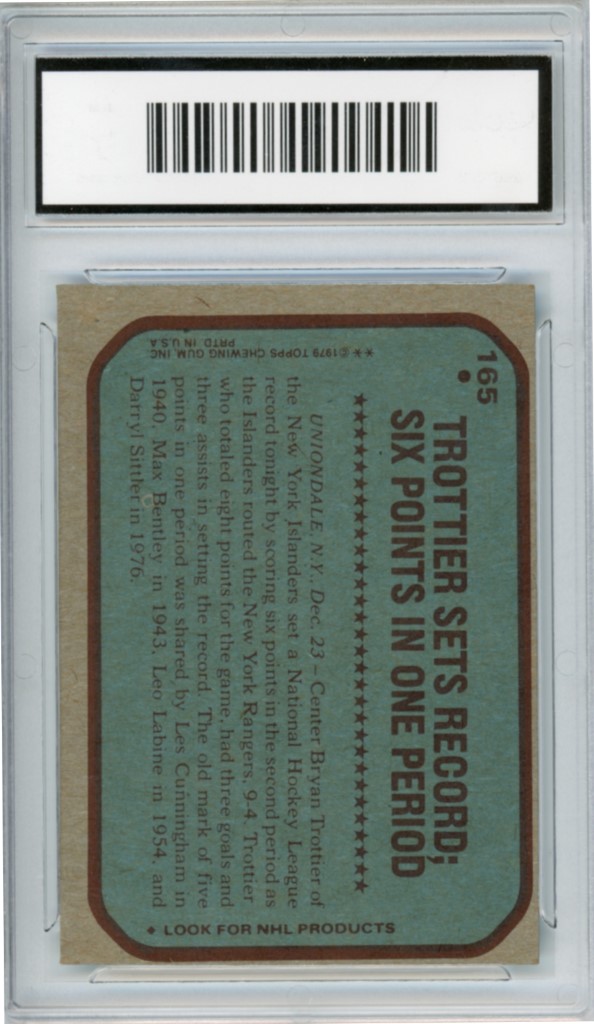 165
TROTTIER SETS RECORD;
SIX POINTS IN ONE PERIOD
★★★★★★★★★★★★★★★★★★★★★★★★★★★★★
UNIONDALE, N.Y., Dec. 23 – Center Bryan Trottier of
the New York Islanders set a National Hockey League
record tonight by scoring six points in the second period as
the Islanders routed the New York Rangers, 9-4. Trottier
who totaled eight points for the game, had three goals and
three assists in setting the record. The old mark of five
points in one period was shared by Les Cunningham in
1940, Max Bentley in 1943, Leo Labine in 1954, and
Darryl Sittler in 1976.
♦ LOOK FOR NHL PRODUCTS
** ©1979 TOPPS CHEWING GUM, INC.
PRTD. IN U.S.A.